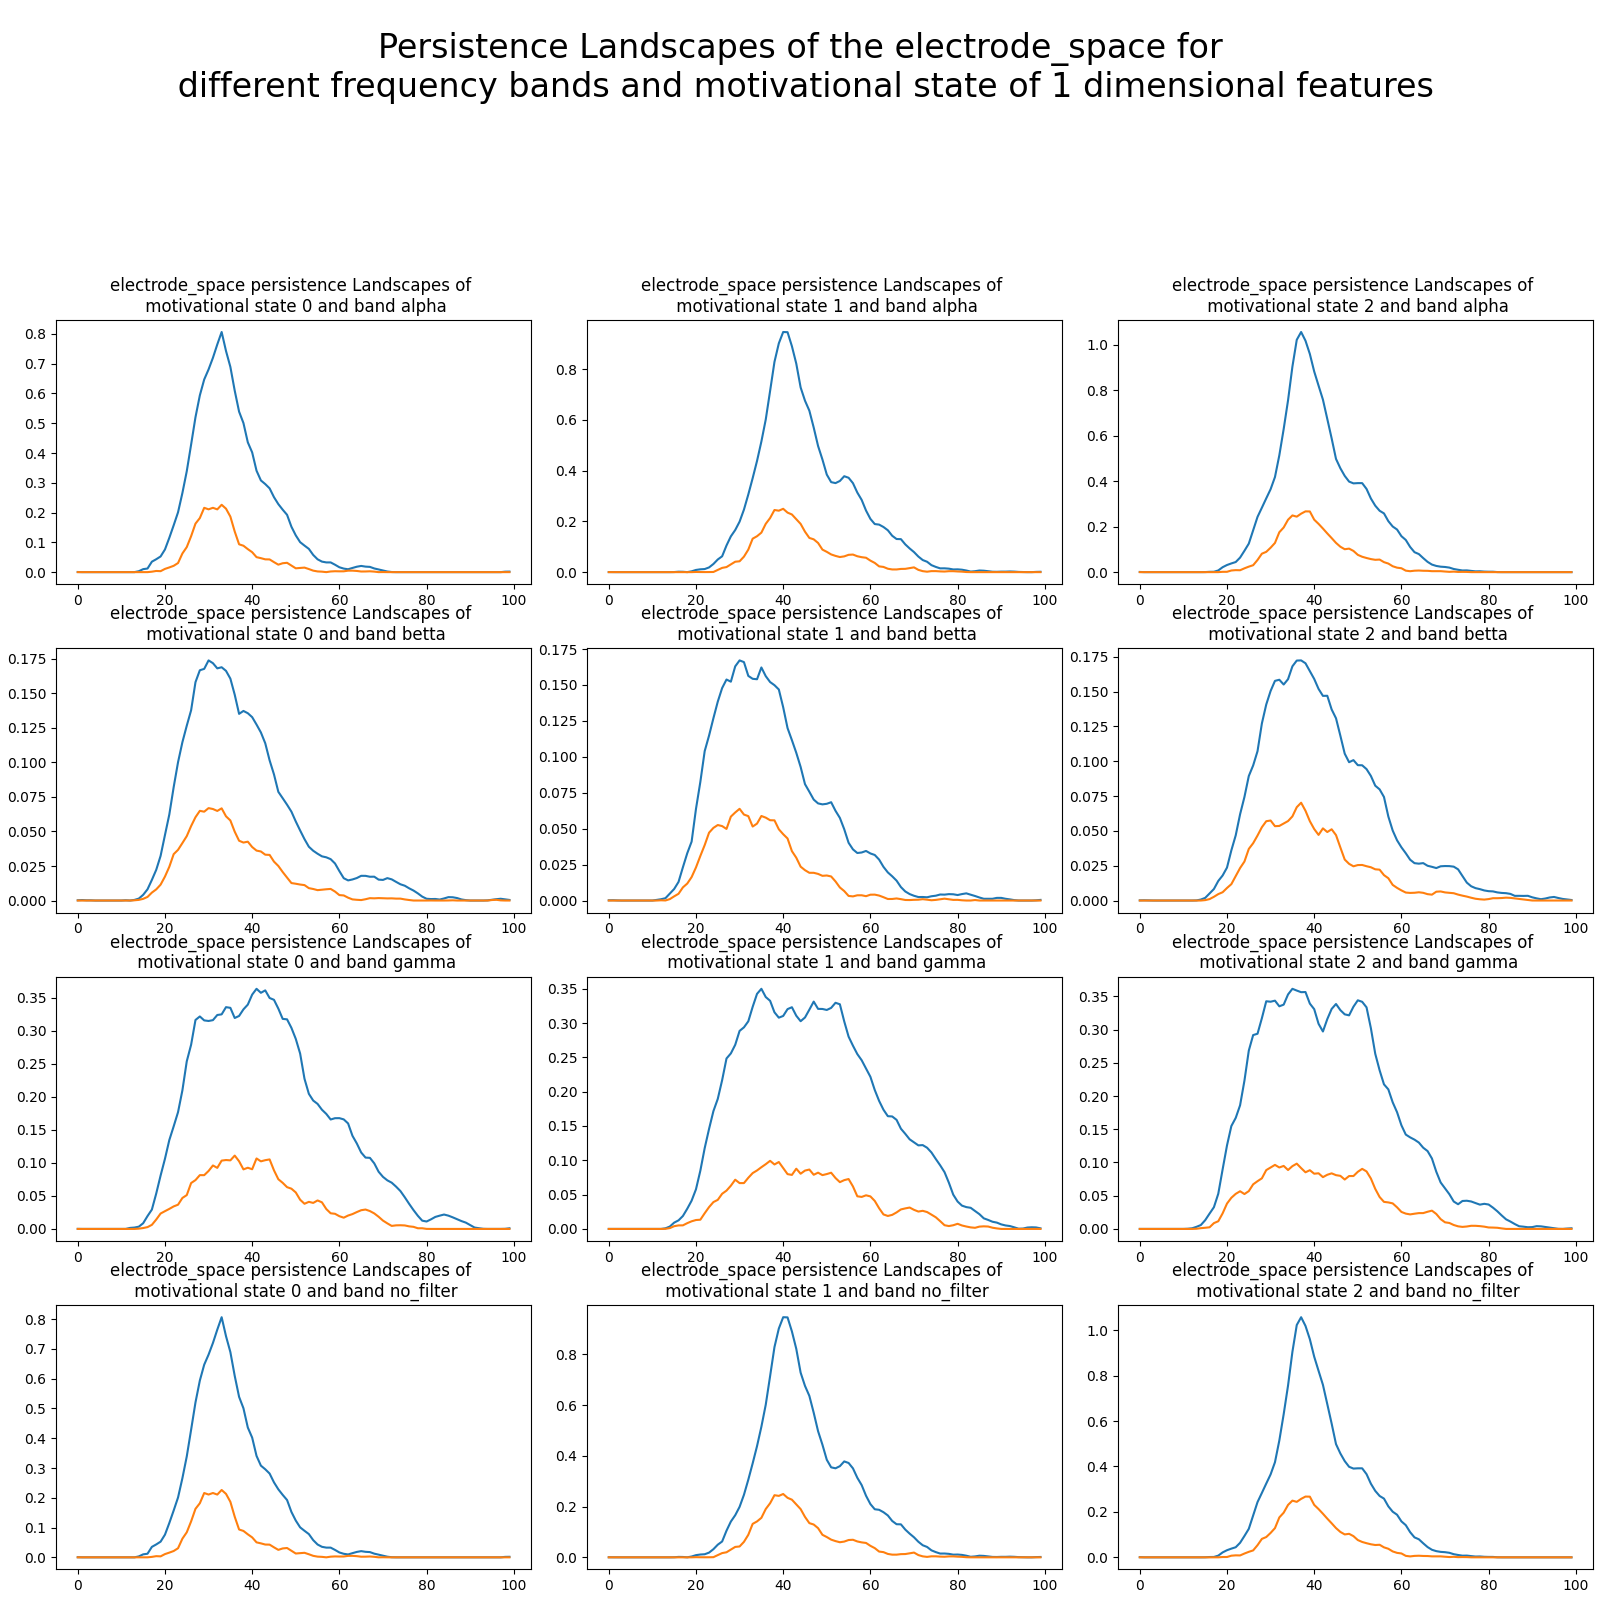 Persistence Landscapes of the electrode_space for
different frequency bands and motivational state of 1 dimensional features
electrode_space persistence Landscapes of
motivational state 0 and band alpha
0.8
0.7
0.6
0.5
0.4
0.3
0.2
0.1
0.0
0 20 40 60 80 100
electrode_space persistence Landscapes of
motivational state 1 and band alpha
0.8
0.6
0.4
0.2
0.0
0 20 40 60 80 100
electrode_space persistence Landscapes of
motivational state 2 and band alpha
1.0
0.8
0.6
0.4
0.2
0.0
0 20 40 60 80 100
electrode_space persistence Landscapes of
motivational state 0 and band betta
0.175
0.150
0.125
0.100
0.075
0.050
0.025
0.000
0 20 40 60 80 100
electrode_space persistence Landscapes of
motivational state 1 and band betta
0.175
0.150
0.125
0.100
0.075
0.050
0.025
0.000
0 20 40 60 80 100
electrode_space persistence Landscapes of
motivational state 2 and band betta
0.175
0.150
0.125
0.100
0.075
0.050
0.025
0.000
0 20 40 60 80 100
electrode_space persistence Landscapes of
motivational state 0 and band gamma
0.35
0.30
0.25
0.20
0.15
0.10
0.05
0.00
0 20 40 60 80 100
electrode_space persistence Landscapes of
motivational state 1 and band gamma
0.35
0.30
0.25
0.20
0.15
0.10
0.05
0.00
0 20 40 60 80 100
electrode_space persistence Landscapes of
motivational state 2 and band gamma
0.35
0.30
0.25
0.20
0.15
0.10
0.05
0.00
0 20 40 60 80 100
electrode_space persistence Landscapes of
motivational state 0 and band no_filter
0.8
0.7
0.6
0.5
0.4
0.3
0.2
0.1
0.0
0 20 40 60 80 100
electrode_space persistence Landscapes of
motivational state 1 and band no_filter
0.8
0.6
0.4
0.2
0.0
0 20 40 60 80 100
electrode_space persistence Landscapes of
motivational state 2 and band no_filter
1.0
0.8
0.6
0.4
0.2
0.0
0 20 40 60 80 100